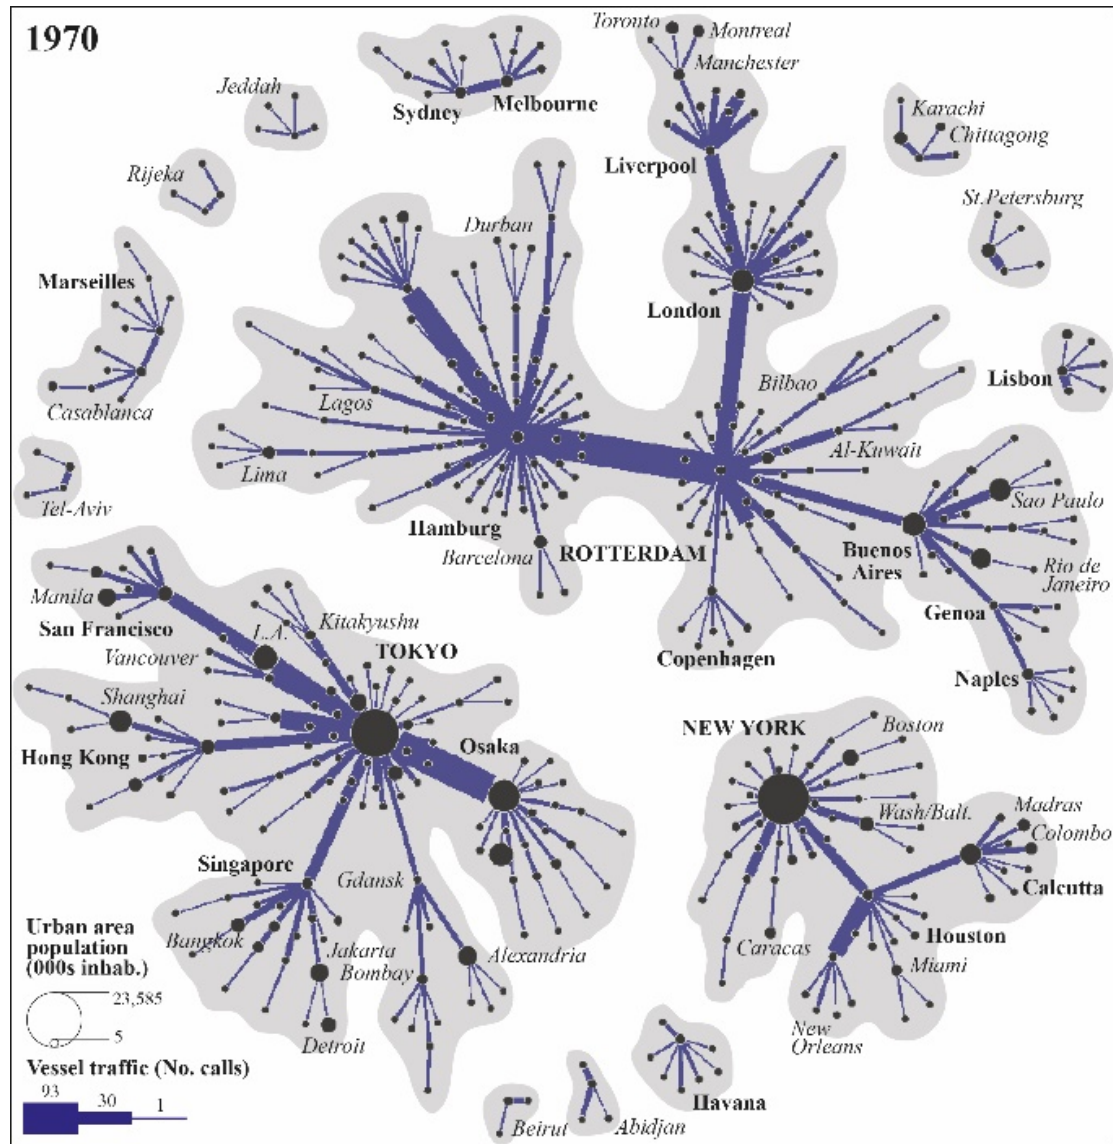 1970
Toronto
Montreal
Manchester
Jeddah
Sydney
Melbourne
Karachi
Chittagong
Liverpool
Rijeka
St.Petersburg
Durban
Marseilles
London
Lagos
Bilbao
Lisbon
Casablanca
Al-Kuwait
Lima
Tel-Aviv
Sao Paulo
Hamburg
Barcelona
ROTTERDAM
Buenos
Aires
Rio de
Janeiro
Manila
San Francisco
L.A.
Kitakyushu
Genoa
Vancouver
TOKYO
Copenhagen
Naples
Shanghai
NEW YORK
Boston
Hong Kong
Osaka
Wash/Balt.
Madras
Colombo
Singapore
Gdansk
Calcutta
Urban area
population
(000s inhab.)
23,585
5
Bangkok
Jakarta
Bombay
Alexandria
Caracas
Houston
Miami
Detroit
New
Orleans
Vessel traffic (No. calls)
93
30
1
Beirut
Abidjan
Havana